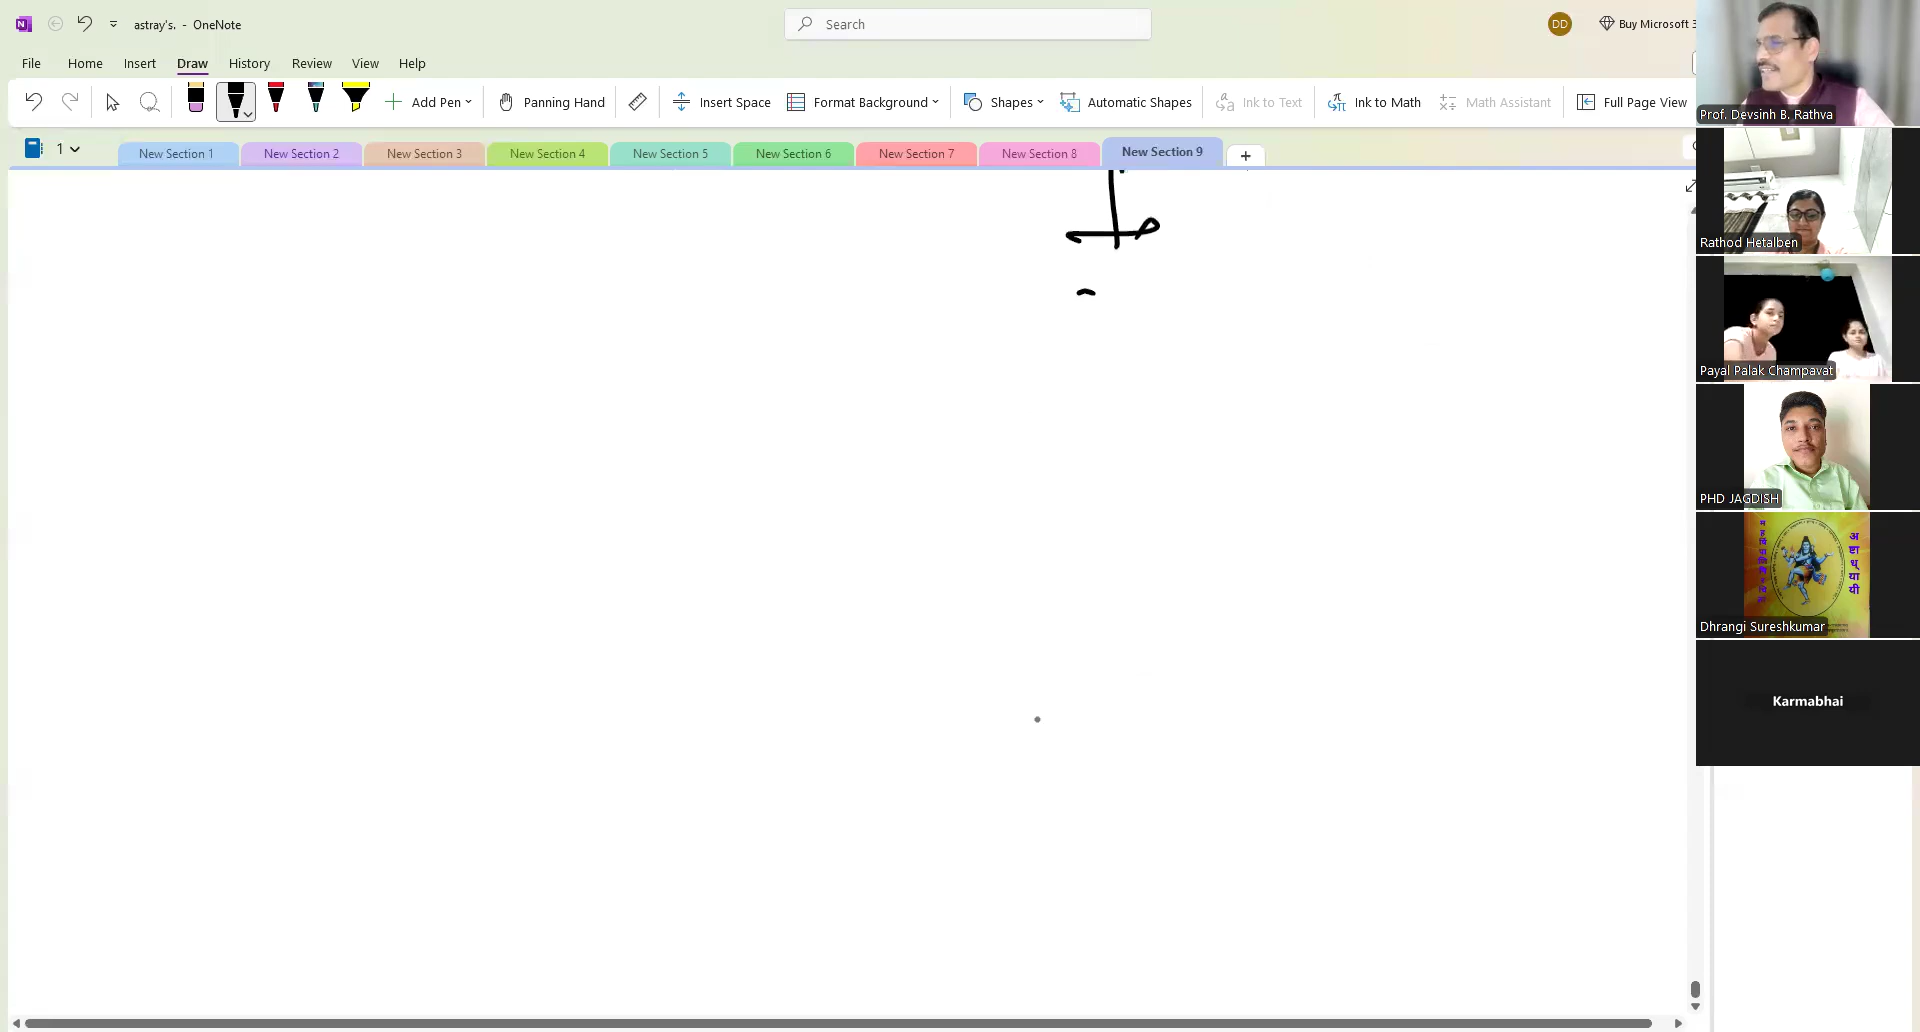 astray's. - OneNote
Search
DD
Buy Microsoft 3
File Home Insert Draw History Review View Help
Add Pen
Panning Hand
Insert Space
Format Background
Shapes
Automatic Shapes
Ink to Text
Ink to Math
Math Assistant
Full Page View
1
New Section 1
New Section 2
New Section 3
New Section 4
New Section 5
New Section 6
New Section 7
New Section 8
New Section 9
+
Prof. Devsinh B. Rathva
Rathod Hetalben
Payal Palak Champavat
PHD JAGDISH
अष्टाध्यायी
Dhrangi Sureshkumar
Karmabhai